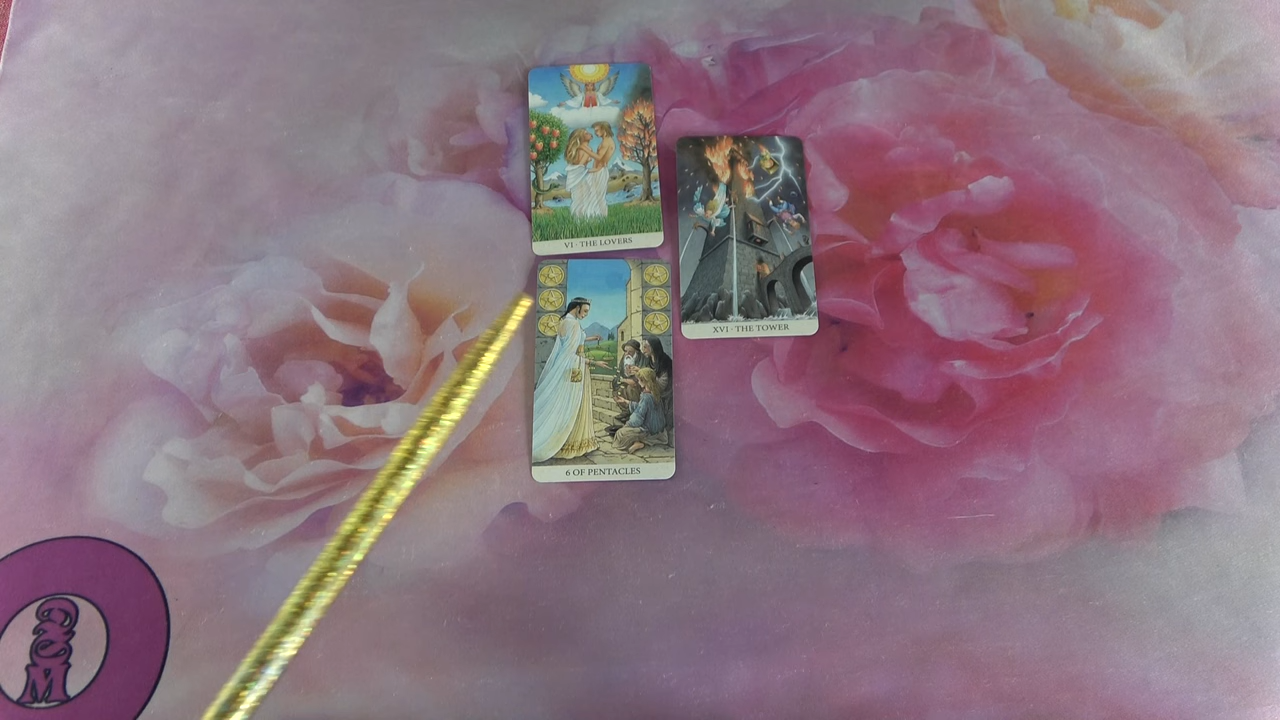 VI · THE LOVERS
XVI · THE TOWER
6 OF PENTACLES